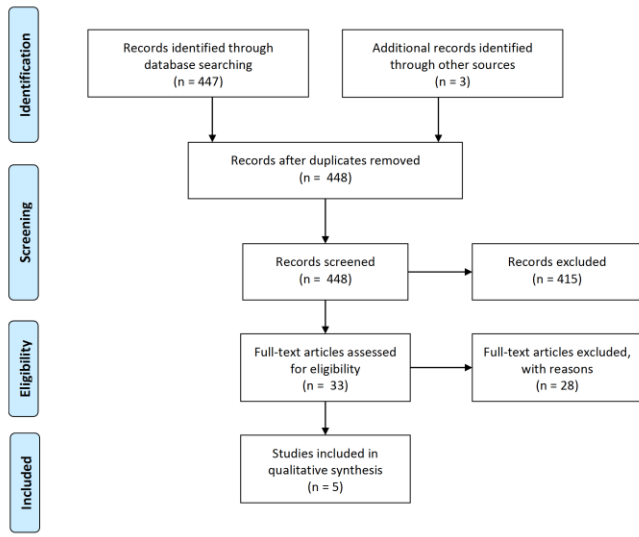 Identification
Records identified through
database searching
(n = 447)
Additional records identified
through other sources
(n = 3)
Records after duplicates removed
(n = 448)
Screening
Records screened
(n = 448)
Records excluded
(n = 415)
Eligibility
Full-text articles assessed
for eligibility
(n = 33)
Full-text articles excluded,
with reasons
(n = 28)
Included
Studies included in
qualitative synthesis
(n = 5)